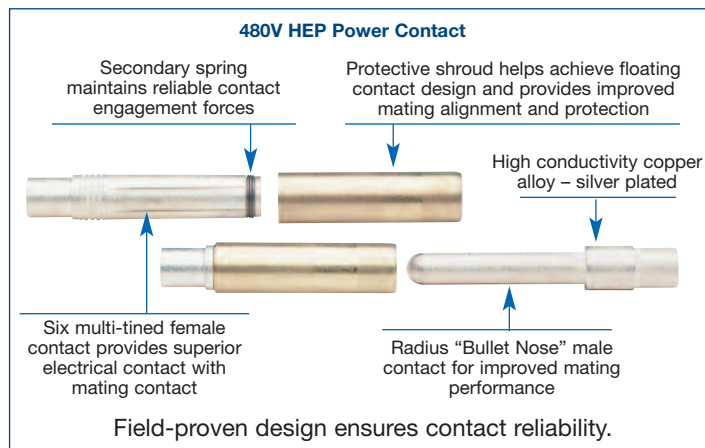 480V HEP Power Contact
Secondary spring
maintains reliable contact
engagement forces
Protective shroud helps achieve floating
contact design and provides improved
mating alignment and protection
High conductivity copper
alloy – silver plated
Six multi-tined female
contact provides superior
electrical contact with
mating contact
Radius “Bullet Nose” male
contact for improved mating
performance
Field-proven design ensures contact reliability.